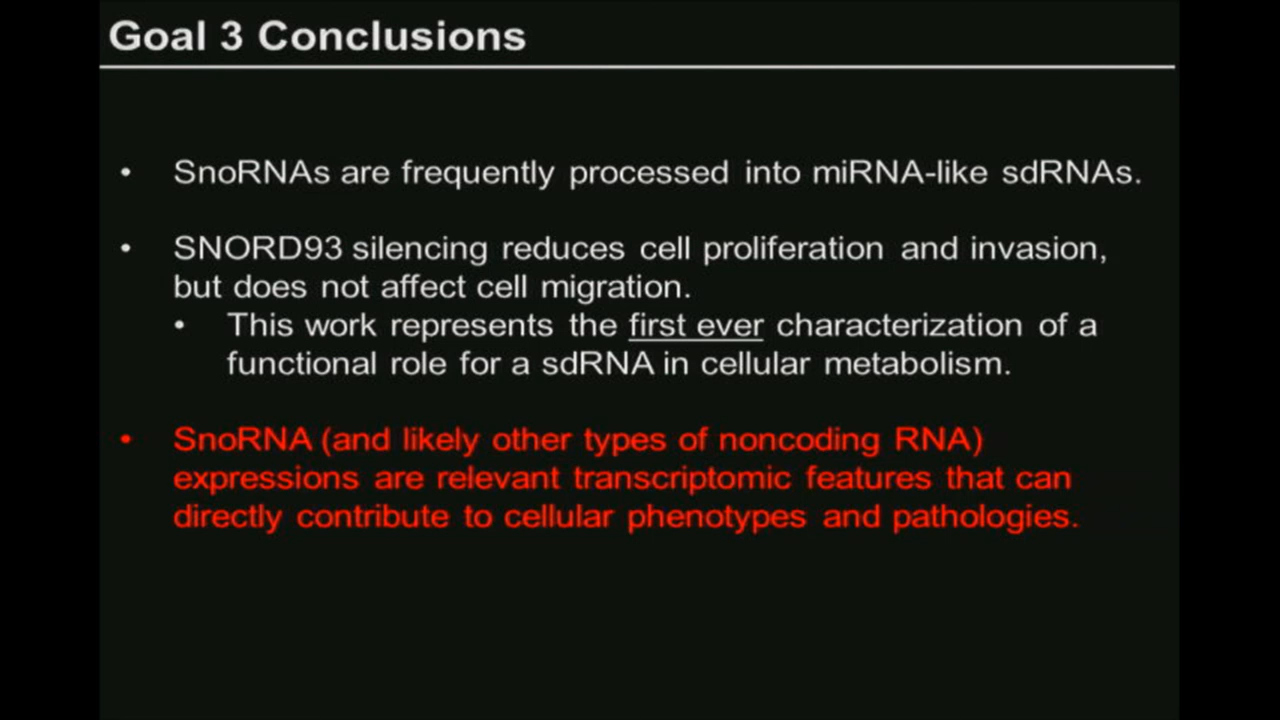 Goal 3 Conclusions
• SnoRNAs are frequently processed into miRNA-like sdRNAs.
• SNORD93 silencing reduces cell proliferation and invasion,
but does not affect cell migration.
• This work represents the first ever characterization of a
functional role for a sdRNA in cellular metabolism.
• SnoRNA (and likely other types of noncoding RNA)
expressions are relevant transcriptomic features that can
directly contribute to cellular phenotypes and pathologies.